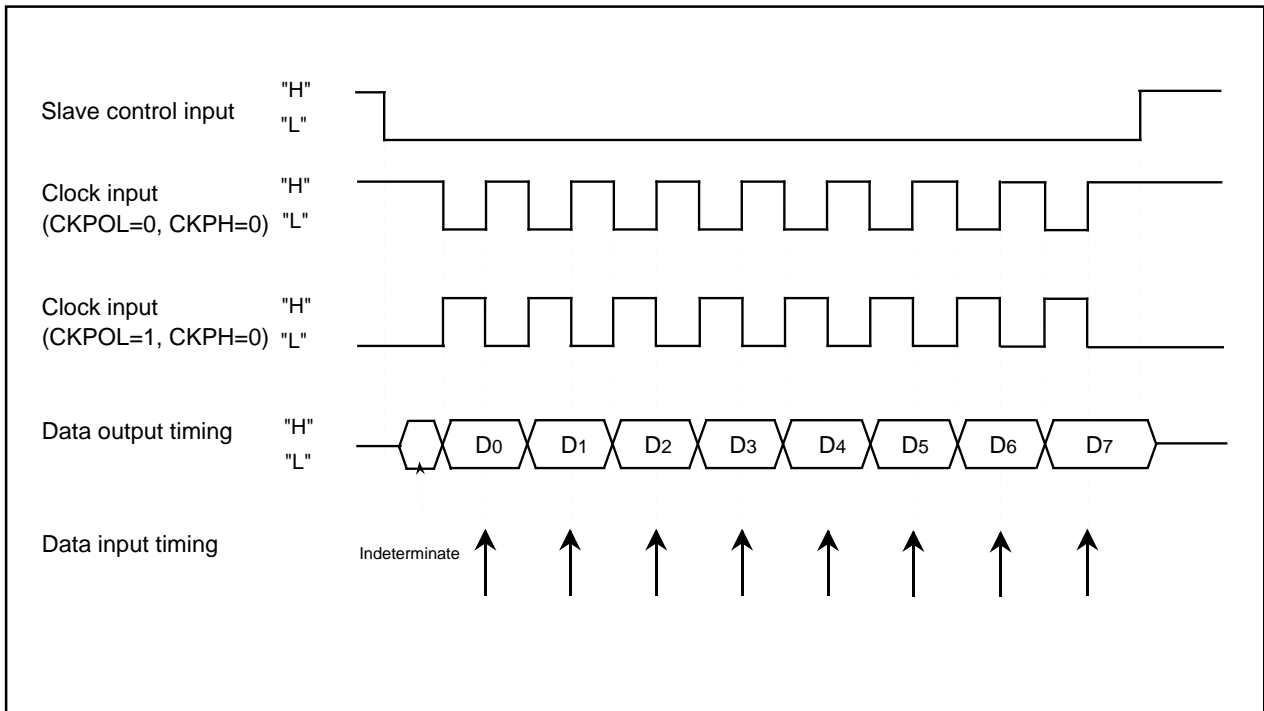 Slave control input
"H"
"L"
Clock input
(CKPOL=0, CKPH=0)
"H"
"L"
Clock input
(CKPOL=1, CKPH=0)
"H"
"L"
Data output timing
"H"
"L"
D0 D1 D2 D3 D4 D5 D6 D7
Data input timing
Indeterminate